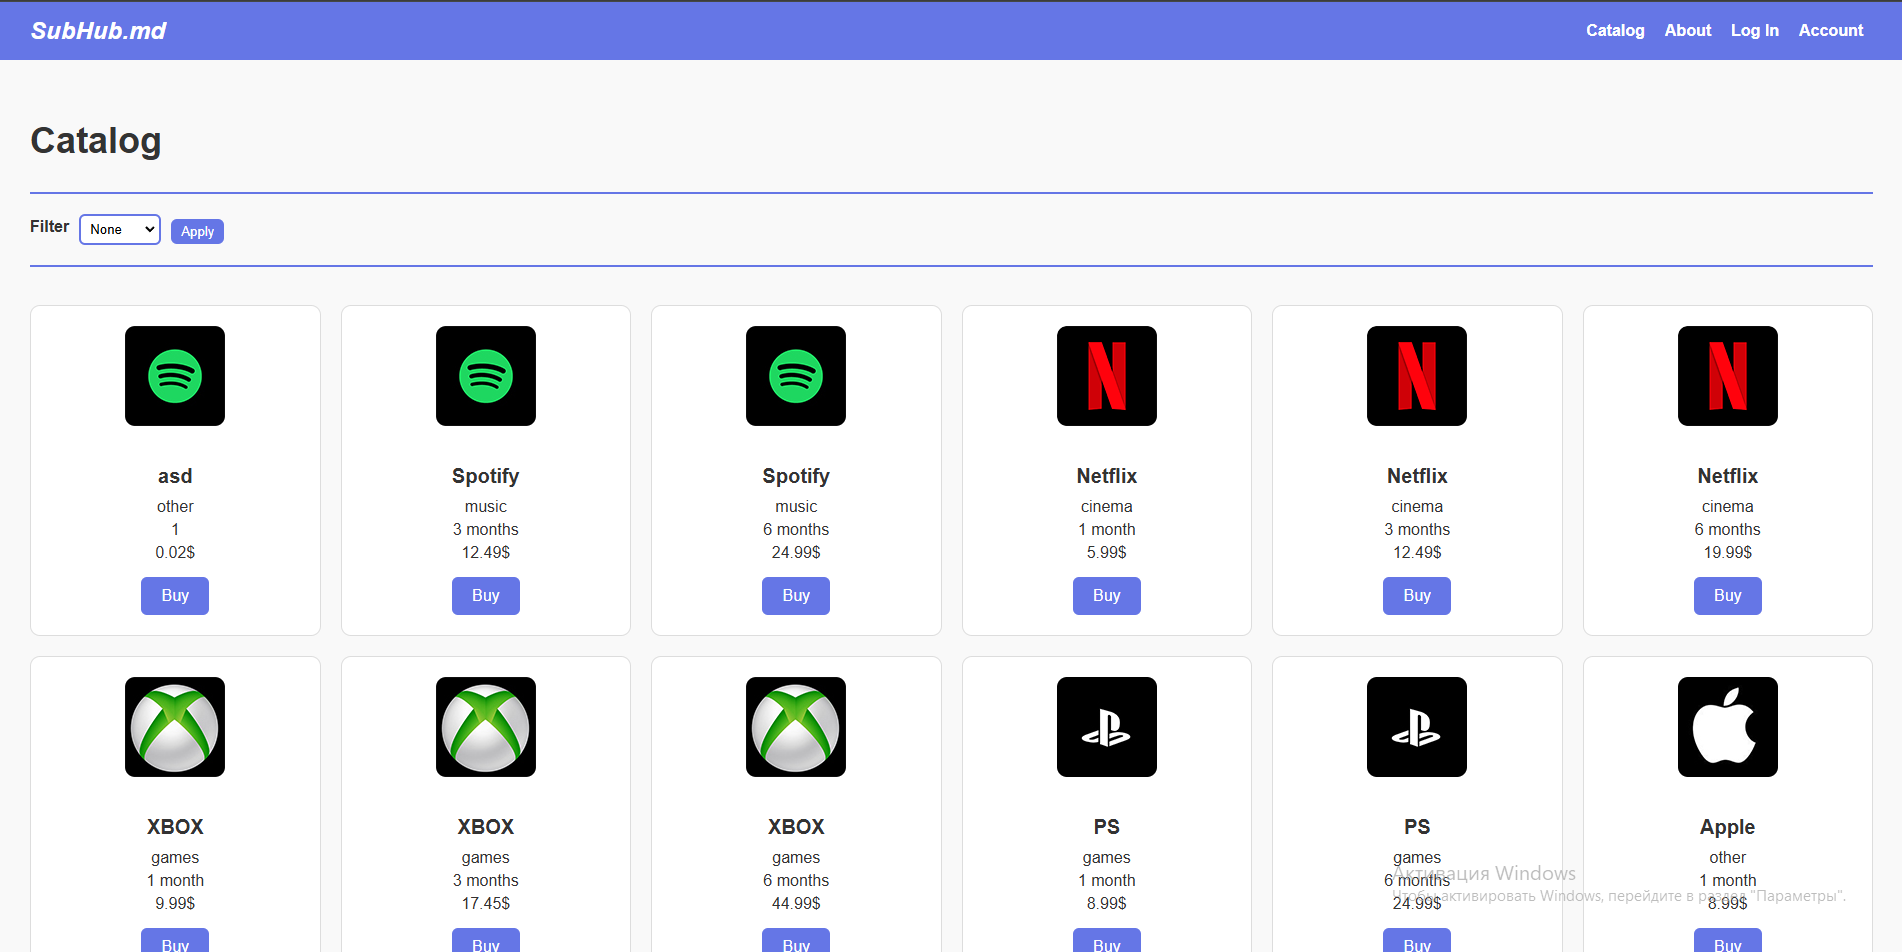 SubHub.md
Catalog About Log In Account
Catalog
Filter None Apply
asd Spotify Spotify Netflix Netflix Netflix
other music music cinema cinema cinema
1 3 months 6 months 1 month 3 months 6 months
0.02$ 12.49$ 24.99$ 5.99$ 12.49$ 19.99$
Buy Buy Buy Buy Buy Buy
XBOX XBOX XBOX PS PS Apple
games games games games games other
1 month 3 months 6 months 1 month 6 months 1 month
9.99$ 17.45$ 44.99$ 8.99$ 24.99$ 8.99$
Buy Buy Buy Buy Buy Buy
Активация Windows
Чтобы активировать Windows, перейдите в раздел "Параметры".